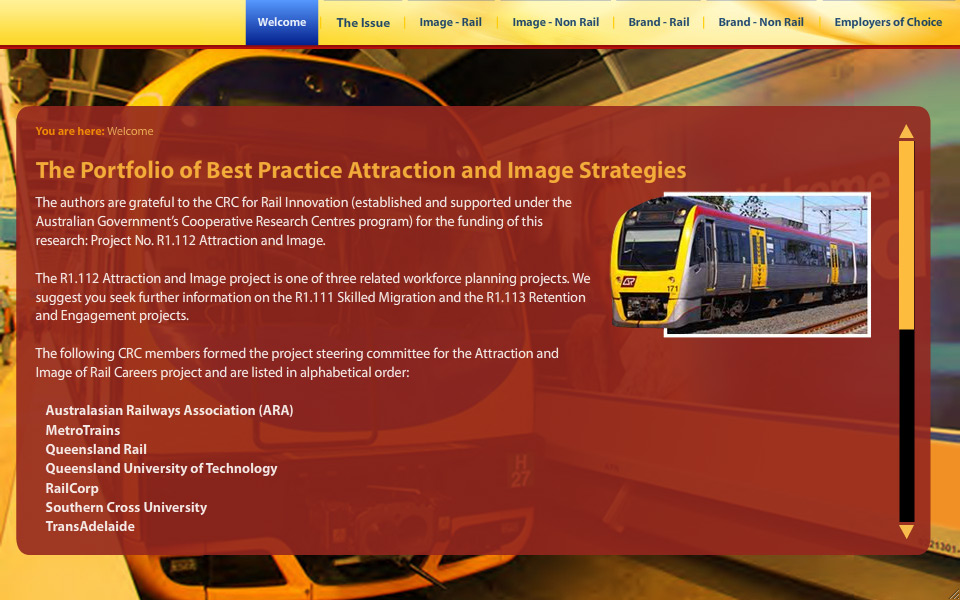 Welcome
The Issue
Image - Rail
Image - Non Rail
Brand - Rail
Brand - Non Rail
Employers of Choice
You are here: Welcome
The Portfolio of Best Practice Attraction and Image Strategies
The authors are grateful to the CRC for Rail Innovation (established and supported under the
Australian Government's Cooperative Research Centres program) for the funding of this
research: Project No. R1.112 Attraction and Image.
The R1.112 Attraction and Image project is one of three related workforce planning projects. We
suggest you seek further information on the R1.111 Skilled Migration and the R1.113 Retention
and Engagement projects.
The following CRC members formed the project steering committee for the Attraction and
Image of Rail Careers project and are listed in alphabetical order:
Australasian Railways Association (ARA)
MetroTrains
Queensland Rail
Queensland University of Technology
RailCorp
Southern Cross University
TransAdelaide
Welcome
171
H
27